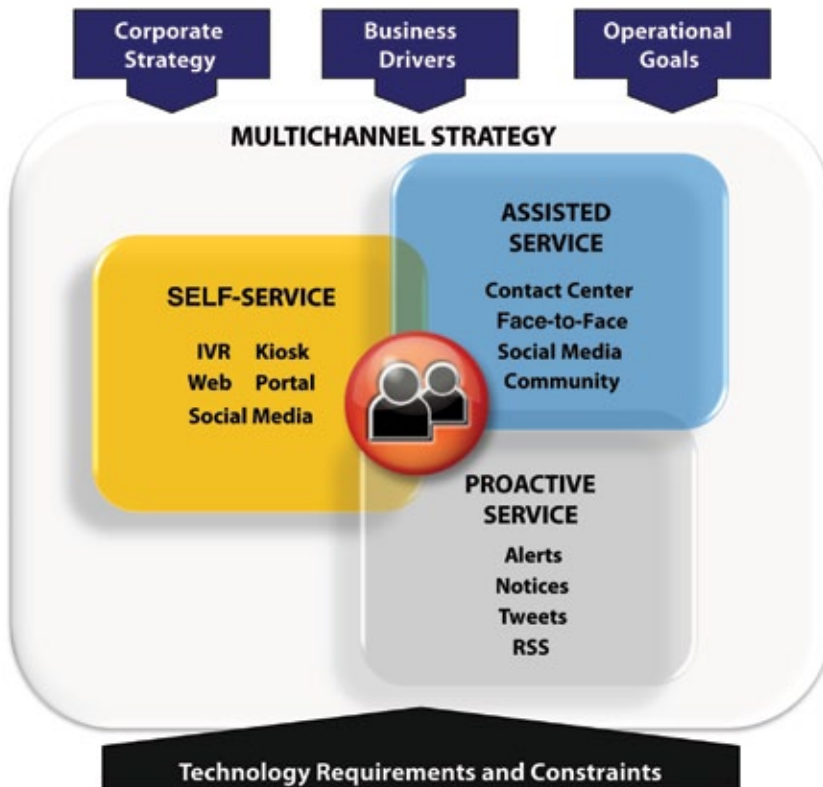 Corporate
Strategy
Business
Drivers
Operational
Goals
MULTICHANNEL STRATEGY
ASSISTED
SERVICE
Contact Center
Face-to-Face
Social Media
Community
SELF-SERVICE
IVR Kiosk
Web Portal
Social Media
PROACTIVE
SERVICE
Alerts
Notices
Tweets
RSS
Technology Requirements and Constraints